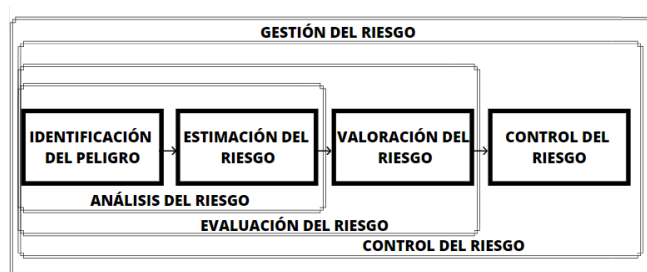 GESTIÓN DEL RIESGO
IDENTIFICACIÓN
DEL PELIGRO
ESTIMACIÓN DEL
RIESGO
VALORACIÓN DEL
RIESGO
CONTROL DEL
RIESGO
ANÁLISIS DEL RIESGO
EVALUACIÓN DEL RIESGO
CONTROL DEL RIESGO